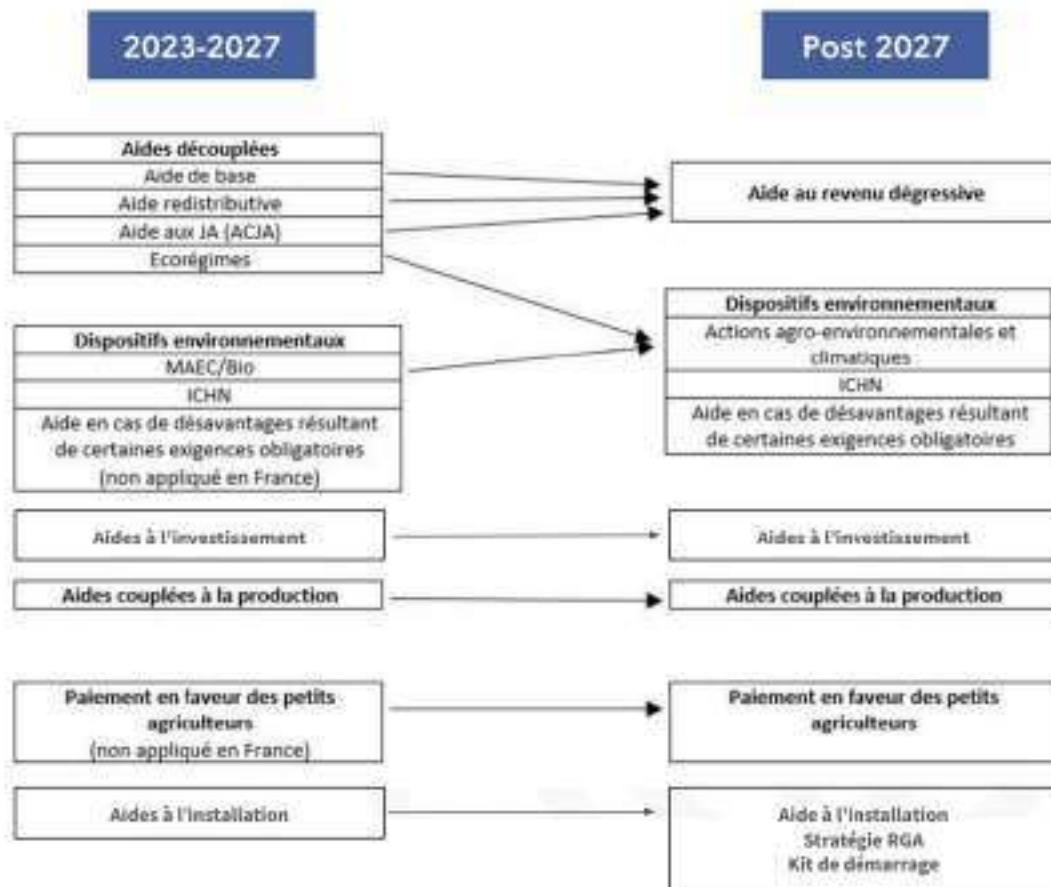 2023-2027
Aides découplées
Aide de base
Aide redistributive
Aide aux JA (ACJA)
Ecorégimes
Dispositifs environnementaux
MAEC/Bio
ICHN
Aide en cas de désavantages résultant
de certaines exigences obligatoires
(non appliqué en France)
Aides à l'investissement
Aides couplées à la production
Paiement en faveur des petits
agriculteurs
(non appliqué en France)
Aides à l'installation
Post 2027
Aide au revenu dégressive
Dispositifs environnementaux
Actions agro-environnementales et
climatiques
ICHN
Aide en cas de désavantages résultant
de certaines exigences obligatoires
Aides à l'investissement
Aides couplées à la production
Paiement en faveur des petits
agriculteurs
Aide à l'installation
Stratégie RGA
Kit de démarrage